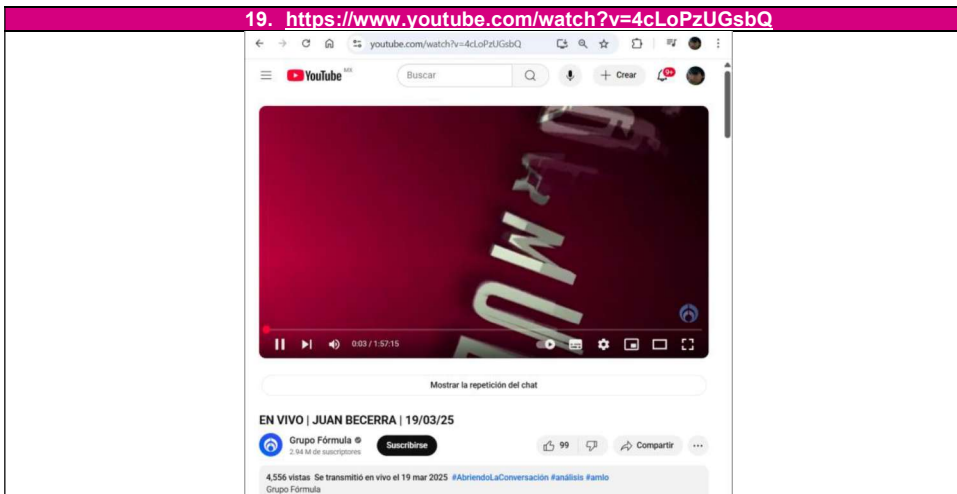 19. https://www.youtube.com/watch?v=4cLoPzUGsbQ
youtube.com/watch?v=4cLoPzUGsbQ
YouTube MX
Buscar
Crear
9+
0:03 / 1:57:15
Mostrar la repetición del chat
EN VIVO | JUAN BECERRA | 19/03/25
Grupo Fórmula
2.94 M de suscriptores
Suscribirse
99
Compartir
4,556 vistas Se transmitió en vivo el 19 mar 2025 #AbriendoLaConversación #análisis #amlo
Grupo Fórmula